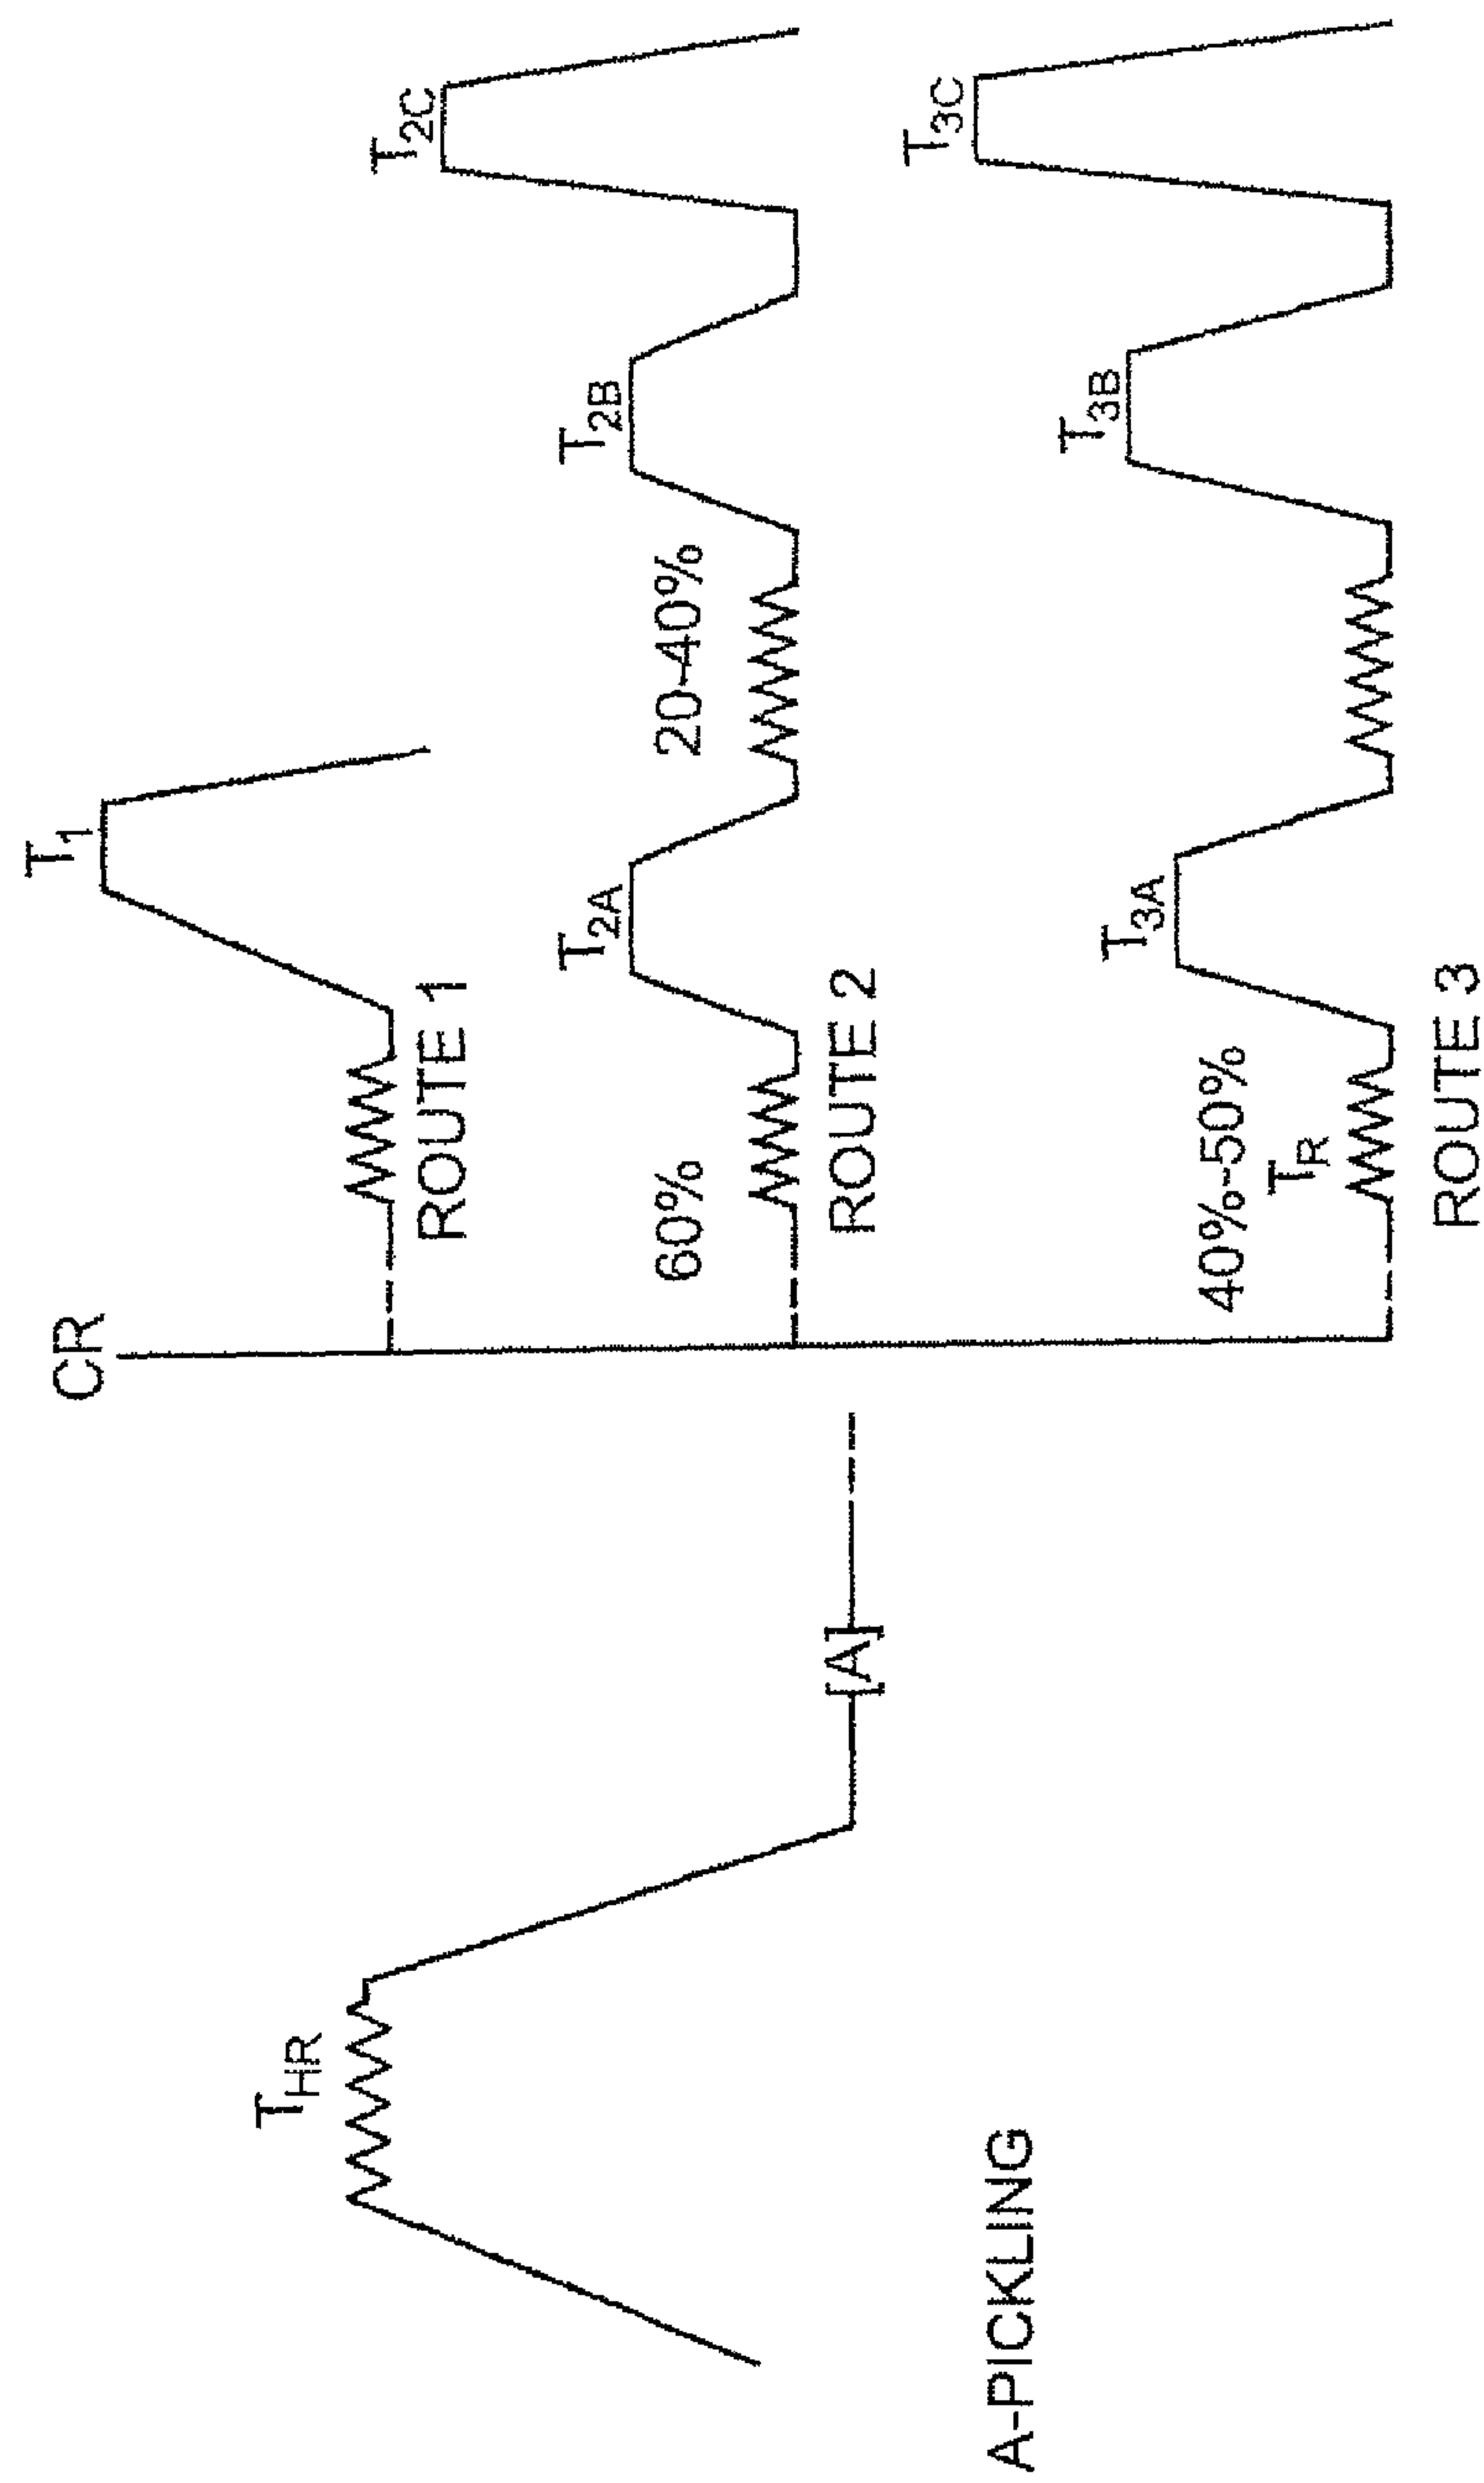 T_HR
[A]
A-PICKLING
CR
T_1
ROUTE 1
60%
T_2A
20-40%
T_2B
T_2C
ROUTE 2
40%-50%
T_R
T_3A
T_3B
T_3C
ROUTE 3